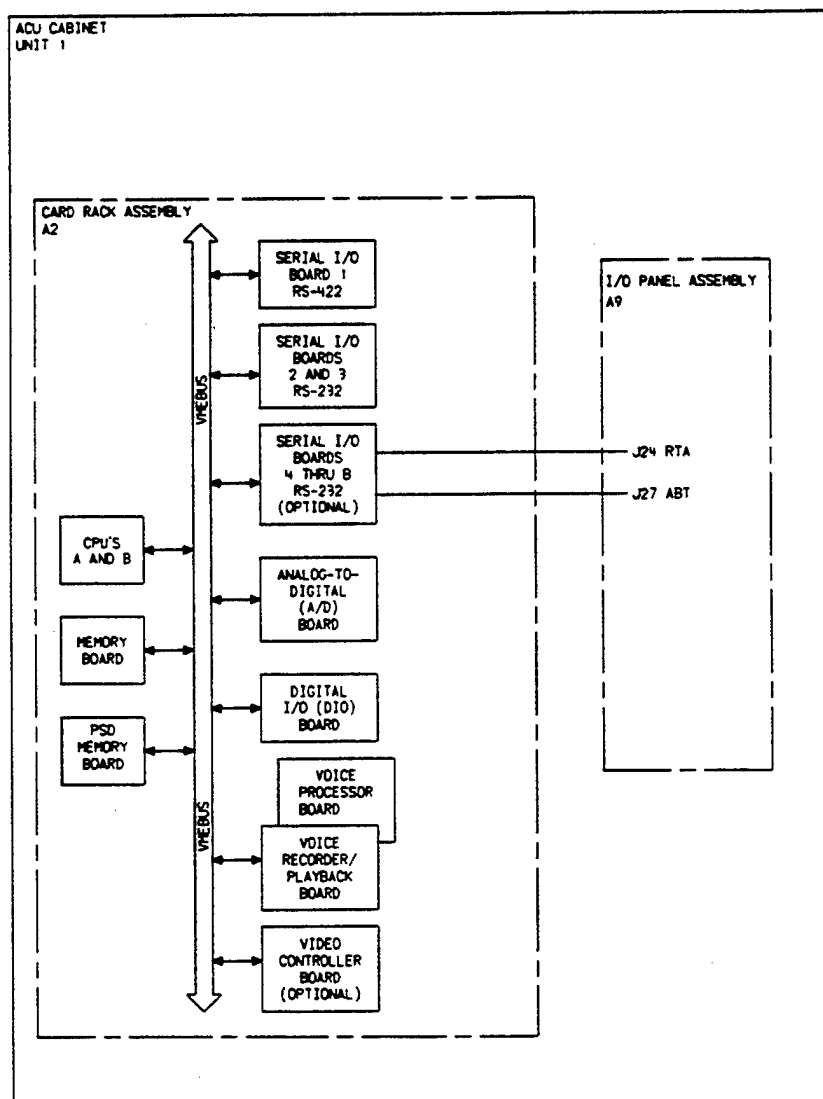 ACU CABINET
UNIT 1
CARD RACK ASSEMBLY
A2
VMEBUS
SERIAL I/O
BOARD 1
RS-422
SERIAL I/O
BOARDS
2 AND 3
RS-232
SERIAL I/O
BOARDS
4 THRU 8
RS-232
(OPTIONAL)
I/O PANEL ASSEMBLY
A9
J24 RTA
J27 ABT
CPU'S
A AND B
MEMORY
BOARD
PSD
MEMORY
BOARD
ANALOG-TO-
DIGITAL
(A/D)
BOARD
DIGITAL
I/O (DIO)
BOARD
VOICE
PROCESSOR
BOARD
VMEBUS
VOICE
RECORDER/
PLAYBACK
BOARD
VIDEO
CONTROLLER
BOARD
(OPTIONAL)